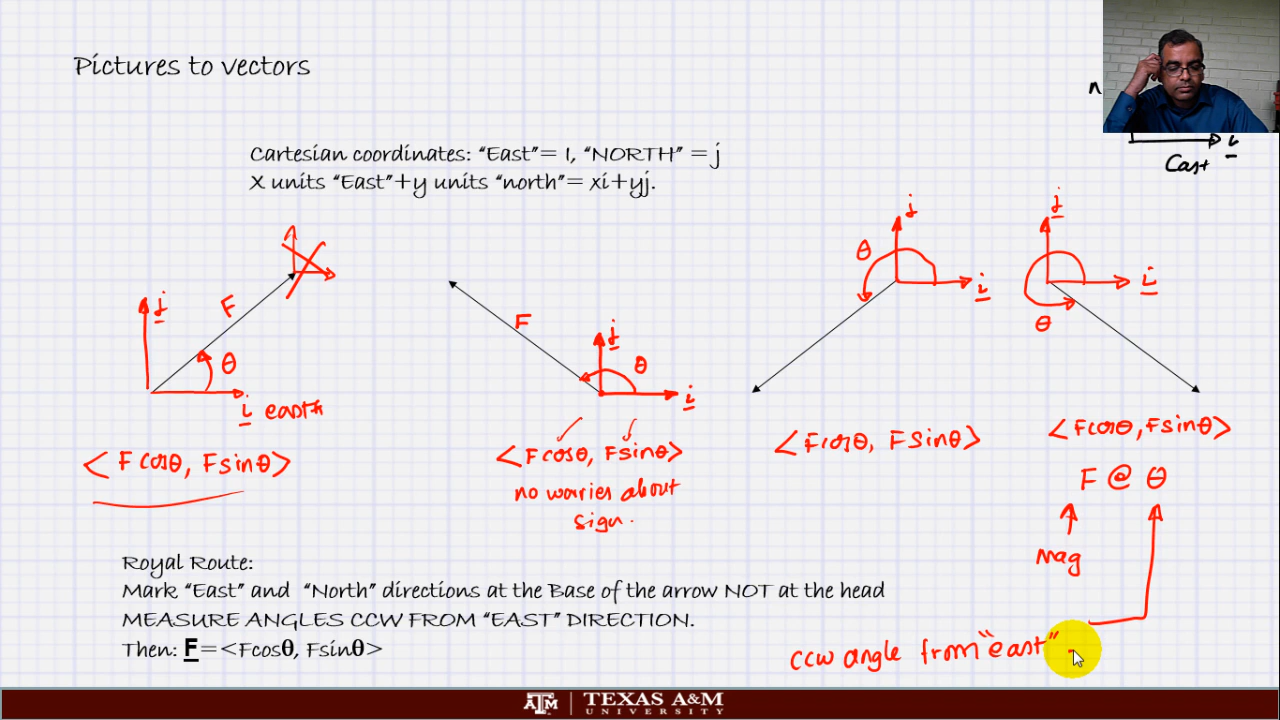 Pictures to vectors
n
i
East
Cartesian coordinates: "East"= I, "NORTH" = j
X units "East"+y units "north"= xi+yj.
j
F
θ
i east
< F cosθ, F sinθ >
F
j
θ
i
< F cosθ, F sinθ >
no worries about
sign.
j
θ
i
< F cosθ, F sinθ >
j
i
θ
< F cosθ, F sinθ >
F @ θ
Mag
ccw angle from "east"
Royal Route:
Mark "East" and "North" directions at the Base of the arrow NOT at the head
MEASURE ANGLES CCW FROM "EAST" DIRECTION.
Then: F=<Fcosθ, Fsinθ>
ATM | TEXAS A&M
UNIVERSITY